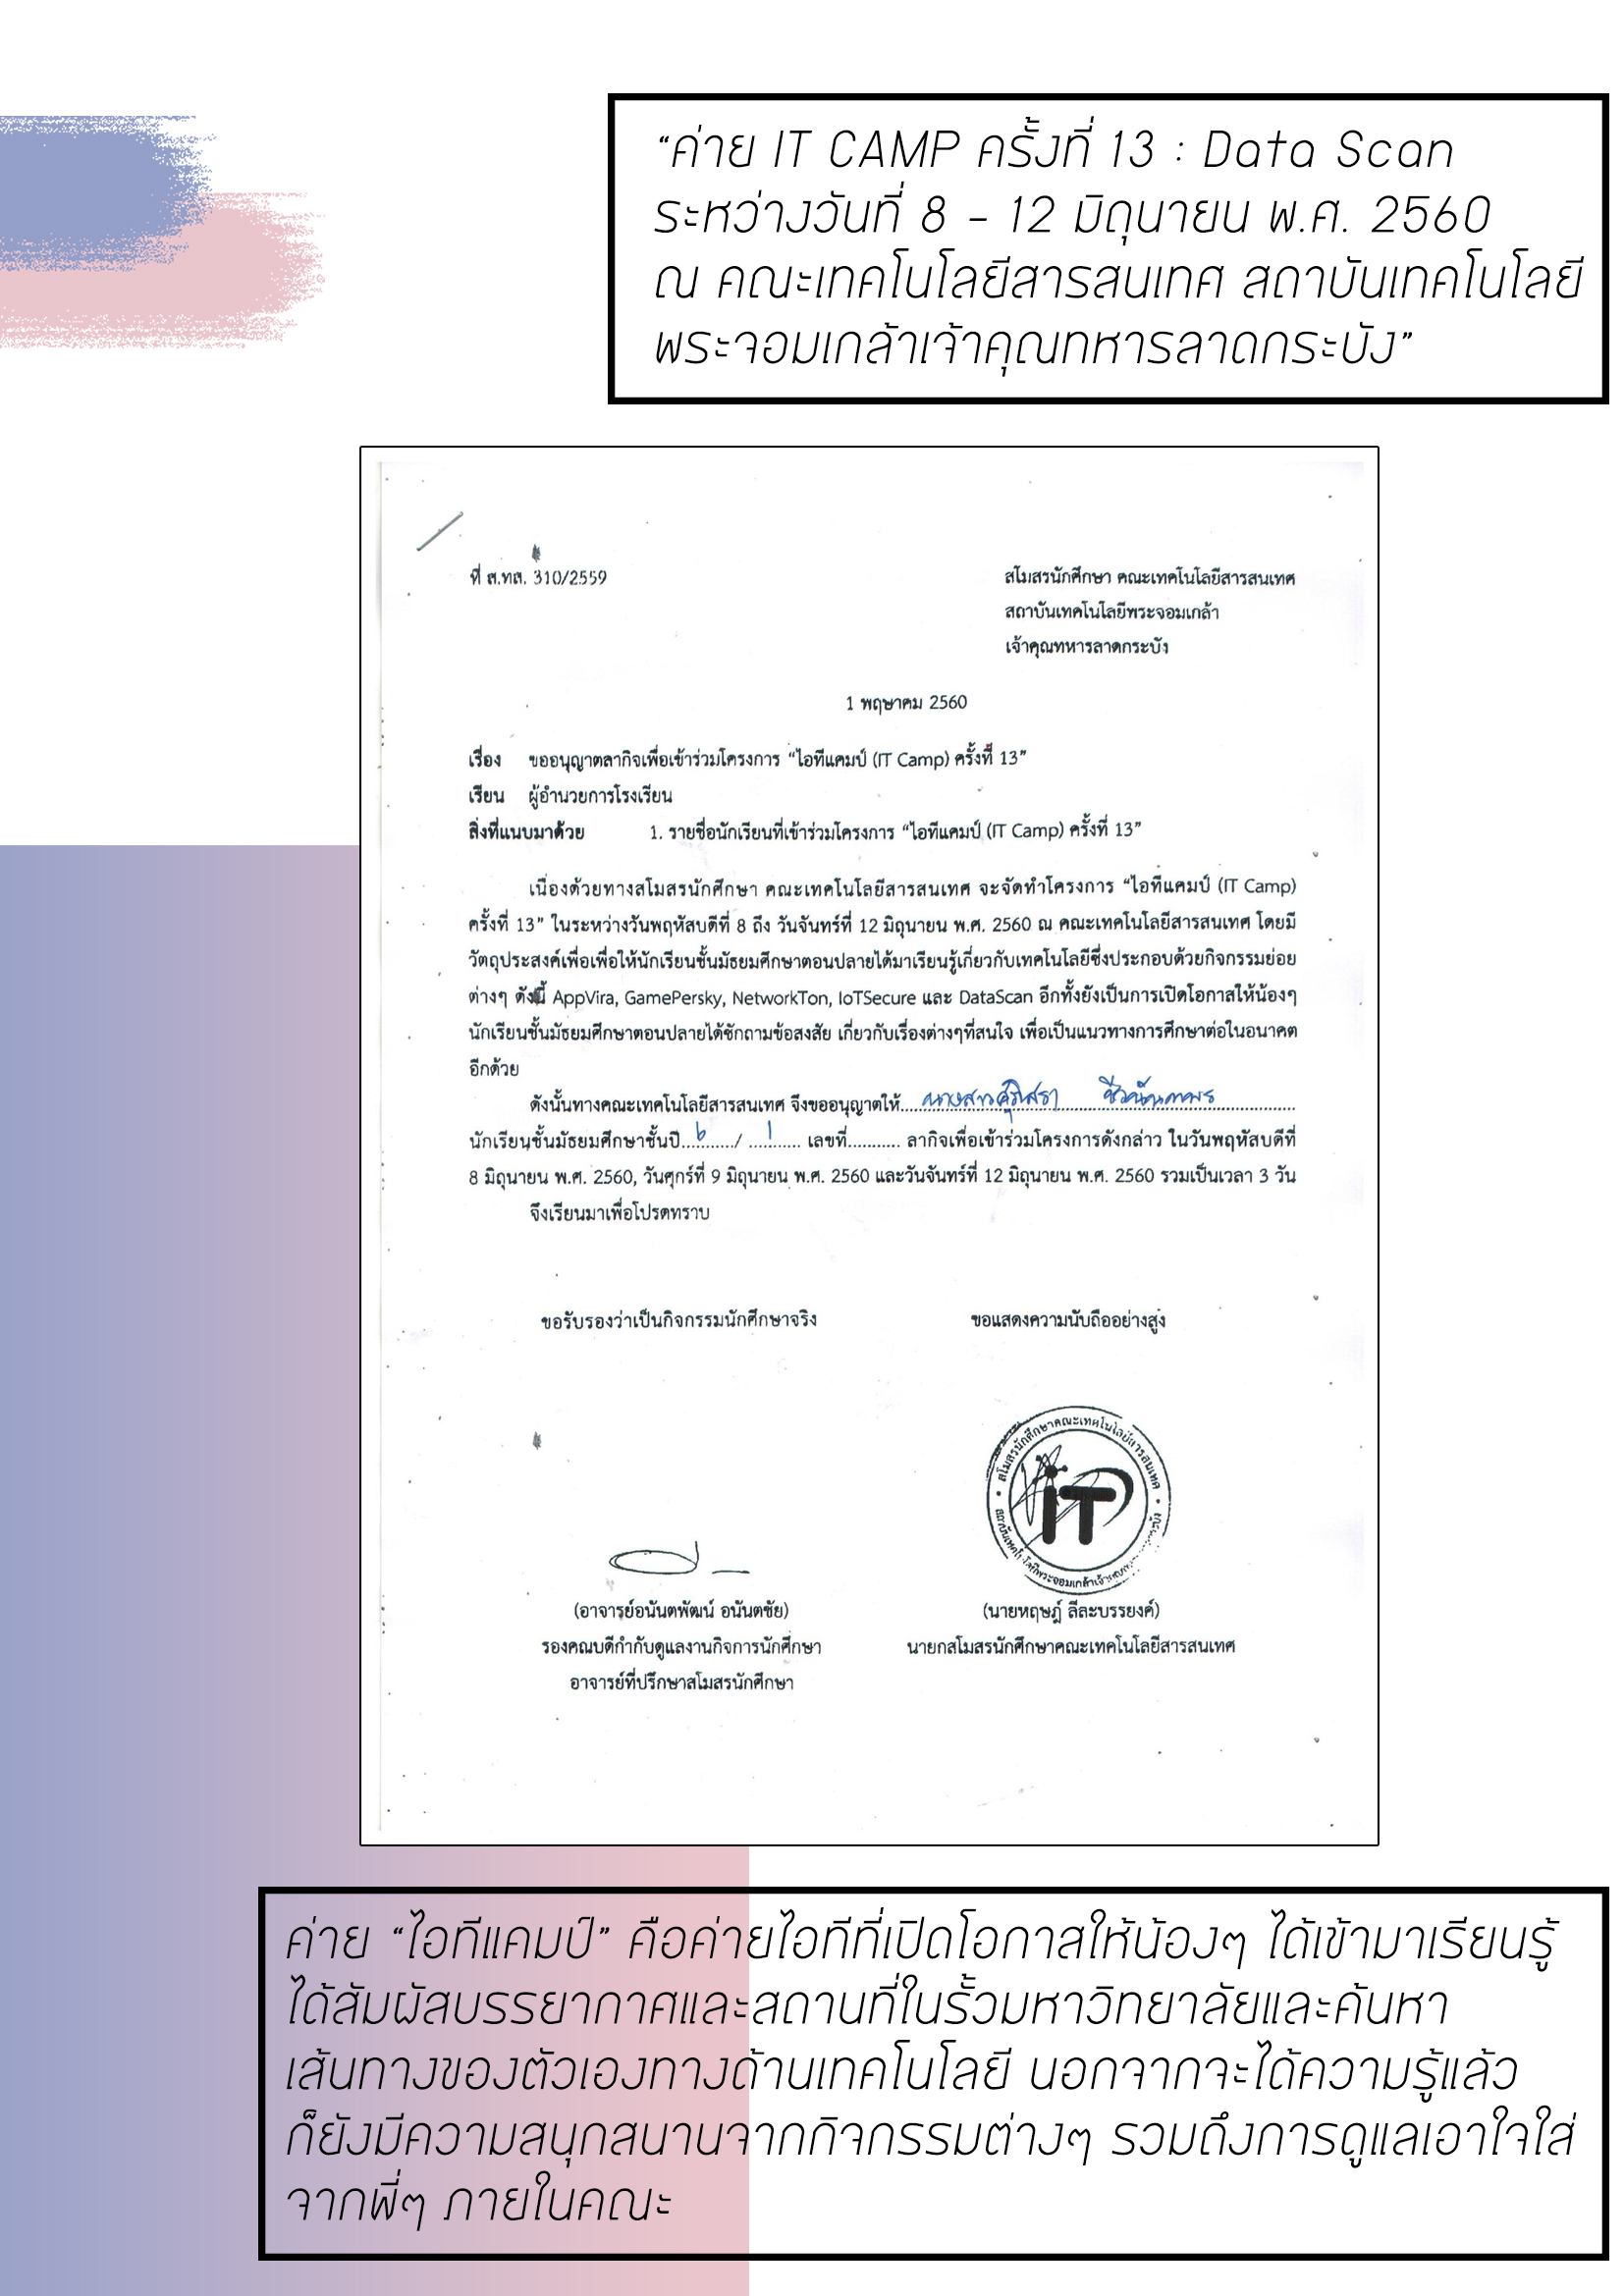 “ค่าย IT CAMP ครั้งที่ 13 : Data Scan
ระหว่างวันที่ 8 - 12 มิถุนายน พ.ศ. 2560
ณ คณะเทคโนโลยีสารสนเทศ สถาบันเทคโนโลยี
พระจอมเกล้าเจ้าคุณทหารลาดกระบัง”
ที่ ส.ทส. 310/2559
สโมสรนักศึกษา คณะเทคโนโลยีสารสนเทศ
สถาบันเทคโนโลยีพระจอมเกล้า
เจ้าคุณทหารลาดกระบัง
1 พฤษาคม 2560
เรื่อง ขออนุญาตลากิจเพื่อเข้าร่วมโครงการ “ไอทีแคมป์ (IT Camp) ครั้งที่ 13”
เรียน ผู้อำนวยการโรงเรียน
สิ่งที่แนบมาด้วย 1. รายชื่อนักเรียนที่เข้าร่วมโครงการ “ไอทีแคมป์ (IT Camp) ครั้งที่ 13”
เนื่องด้วยทางสโมสรนักศึกษา คณะเทคโนโลยีสารสนเทศ จะจัดทำโครงการ “ไอทีแคมป์ (IT Camp)
ครั้งที่ 13” ในระหว่างวันพฤหัสบดีที่ 8 ถึง วันจันทร์ที่ 12 มิถุนายน พ.ศ. 2560 ณ คณะเทคโนโลยีสารสนเทศ โดยมี
วัตถุประสงค์เพื่อเพื่อให้นักเรียนชั้นมัธยมศึกษาตอนปลายได้มาเรียนรู้เกี่ยวกับเทคโนโลยีซึ่งประกอบด้วยกิจกรรมย่อย
ต่างๆ ดังนี้ AppVira, GamePersky, NetworkTon, IoTSecure และ DataScan อีกทั้งยังเป็นการเปิดโอกาสให้น้องๆ
นักเรียนชั้นมัธยมศึกษาตอนปลายได้ซักถามข้อสงสัย เกี่ยวกับเรื่องต่างๆที่สนใจ เพื่อเป็นแนวทางการศึกษาต่อในอนาคต
อีกด้วย
ดังนั้นทางคณะเทคโนโลยีสารสนเทศ จึงขออนุญาตให้ นางสาว
นักเรียนชั้นมัธยมศึกษาชั้นปี 6 / 1 เลขที่........... ลากิจเพื่อเข้าร่วมโครงการดังกล่าว ในวันพฤหัสบดีที่
8 มิถุนายน พ.ศ. 2560, วันศุกร์ที่ 9 มิถุนายน พ.ศ. 2560 และวันจันทร์ที่ 12 มิถุนายน พ.ศ. 2560 รวมเป็นเวลา 3 วัน
จึงเรียนมาเพื่อโปรดทราบ
ขอรับรองว่าเป็นกิจกรรมนักศึกษาจริง
ขอแสดงความนับถืออย่างสูง
สโมสรนักศึกษาคณะเทคโนโลยีสารสนเทศ
IT
(อาจารย์อนันตพัฒน์ อนันตชัย)
รองคณบดีกำกับดูแลงานกิจการนักศึกษา
อาจารย์ที่ปรึกษาสโมสรนักศึกษา
(นายหฤษฎ์ ลีละบรรยงค์)
นายกสโมสรนักศึกษาคณะเทคโนโลยีสารสนเทศ
ค่าย “ไอทีแคมป์” คือค่ายไอทีที่เปิดโอกาสให้น้องๆ ได้เข้ามาเรียนรู้
ได้สัมผัสบรรยากาศและสถานที่ในรั้วมหาวิทยาลัยและค้นหา
เส้นทางของตัวเองทางด้านเทคโนโลยี นอกจากจะได้ความรู้แล้ว
ก็ยังมีความสนุกสนานจากกิจกรรมต่างๆ รวมถึงการดูแลเอาใจใส่
จากพี่ๆ ภายในคณะ